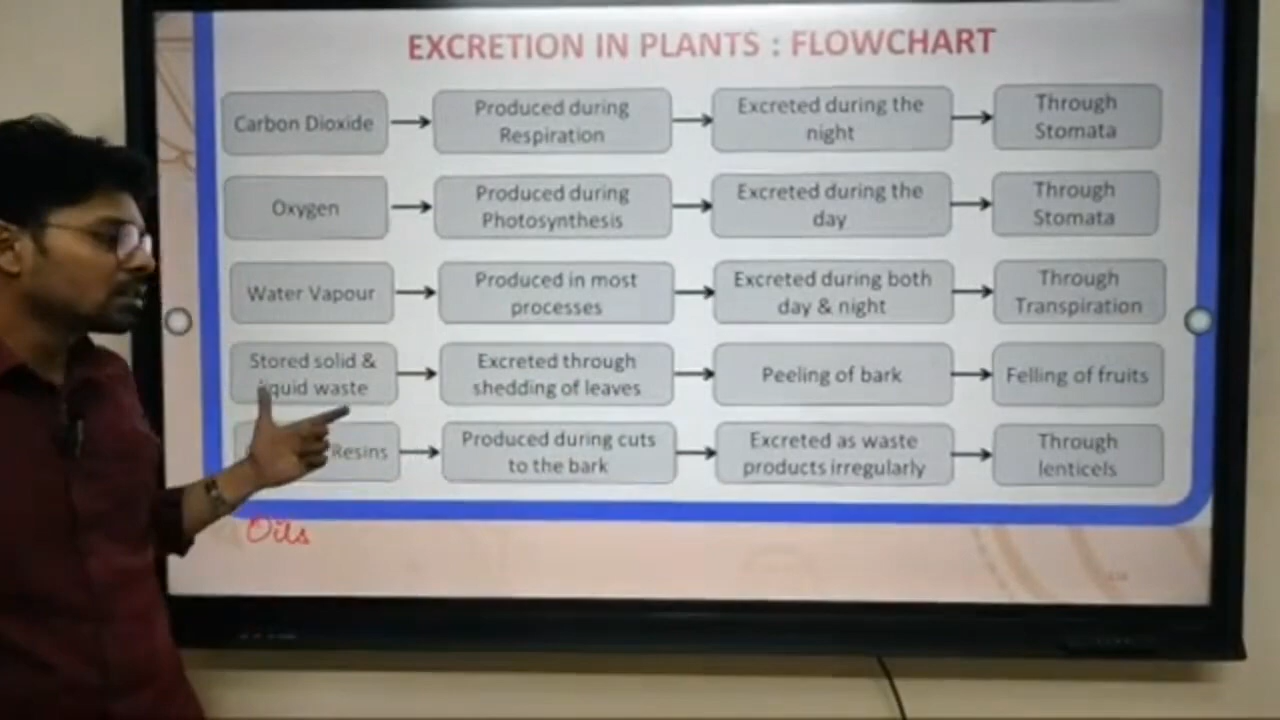 EXCRETION IN PLANTS : FLOWCHART
Carbon Dioxide
Produced during
Respiration
Excreted during the
night
Through
Stomata
Oxygen
Produced during
Photosynthesis
Excreted during the
day
Through
Stomata
Water Vapour
Produced in most
processes
Excreted during both
day & night
Through
Transpiration
Stored solid &
liquid waste
Excreted through
shedding of leaves
Peeling of bark
Felling of fruits
Resins
Produced during cuts
to the bark
Excreted as waste
products irregularly
Through
lenticels
Oils